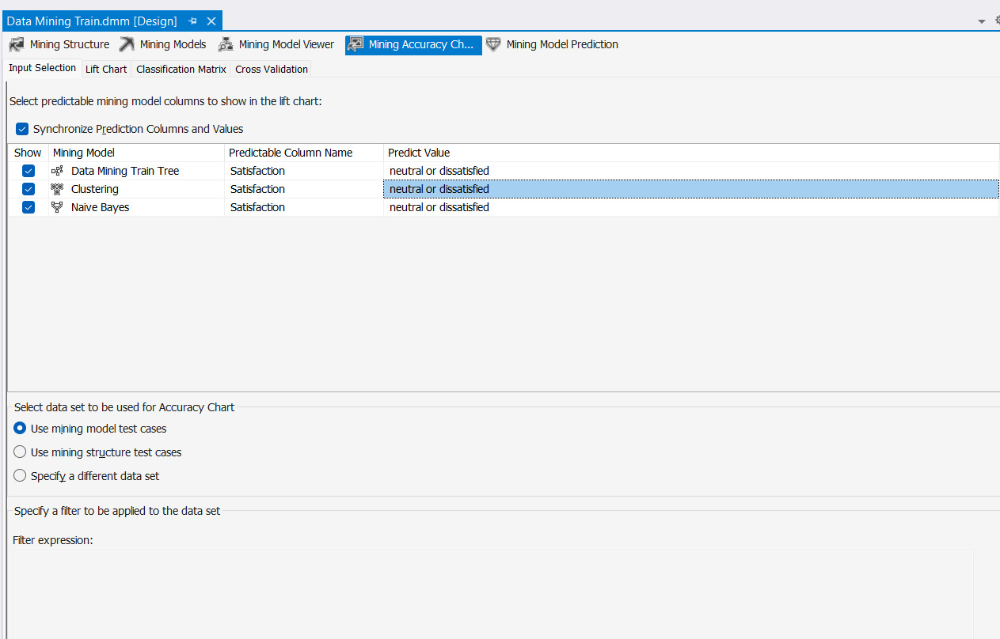 Data Mining Train.dmm [Design]
Mining Structure Mining Models Mining Model Viewer Mining Accuracy Ch... Mining Model Prediction
Input Selection Lift Chart Classification Matrix Cross Validation
Select predictable mining model columns to show in the lift chart:
Synchronize Prediction Columns and Values
Show Mining Model Predictable Column Name Predict Value
Data Mining Train Tree Satisfaction neutral or dissatisfied
Clustering Satisfaction neutral or dissatisfied
Naive Bayes Satisfaction neutral or dissatisfied
Select data set to be used for Accuracy Chart
Use mining model test cases
Use mining structure test cases
Specify a different data set
Specify a filter to be applied to the data set
Filter expression: